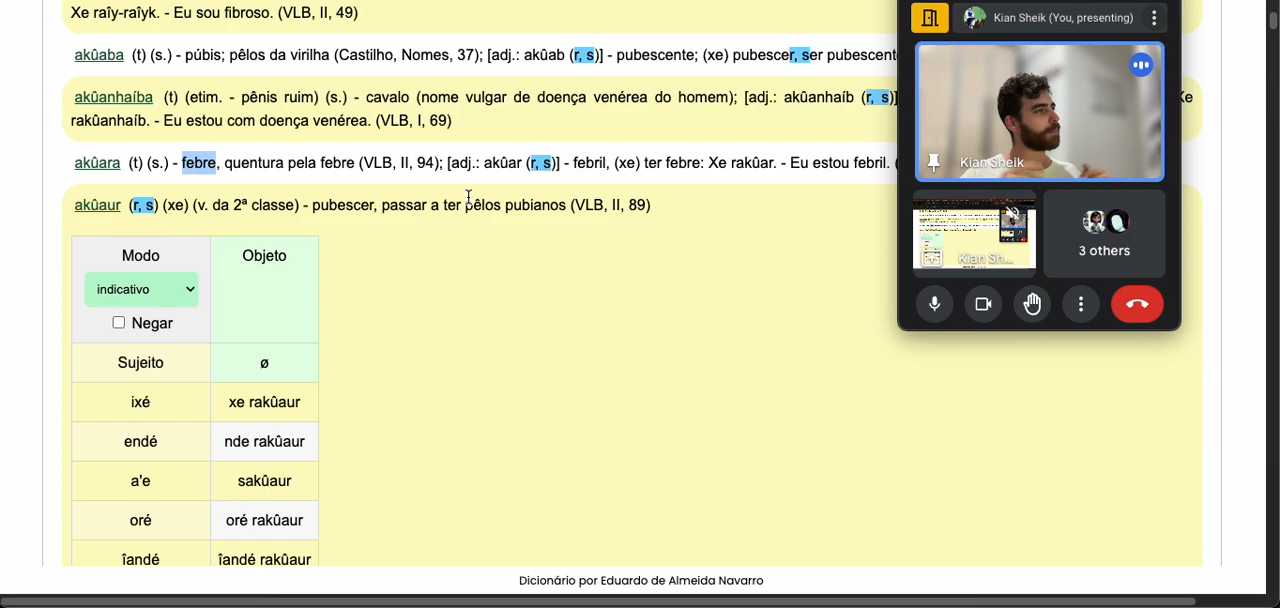 Xe raîy-raîyk. - Eu sou fibroso. (VLB, II, 49)
akûaba (t) (s.) - púbis; pêlos da virilha (Castilho, Nomes, 37); [adj.: akûab (r, s)] - pubescente; (xe) pubescer, ser pubescent
akûanhaíba (t) (etim. - pênis ruim) (s.) - cavalo (nome vulgar de doença venérea do homem); [adj.: akûanhaíb (r, s)] Xe
rakûanhaíb. - Eu estou com doença venérea. (VLB, I, 69)
akûara (t) (s.) - febre, quentura pela febre (VLB, II, 94); [adj.: akûar (r, s)] - febril, (xe) ter febre: Xe rakûar. - Eu estou febril. (
akûaur (r, s) (xe) (v. da 2ª classe) - pubescer, passar a ter pêlos pubianos (VLB, II, 89)
Modo Objeto
indicativo
Negar
Sujeito ø
ixé xe rakûaur
endé nde rakûaur
a'e sakûaur
oré oré rakûaur
îandé îandé rakûaur
Dicionário por Eduardo de Almeida Navarro
Kian Sheik (You, presenting)
Kian Sheik
Kian Sh...
3 others